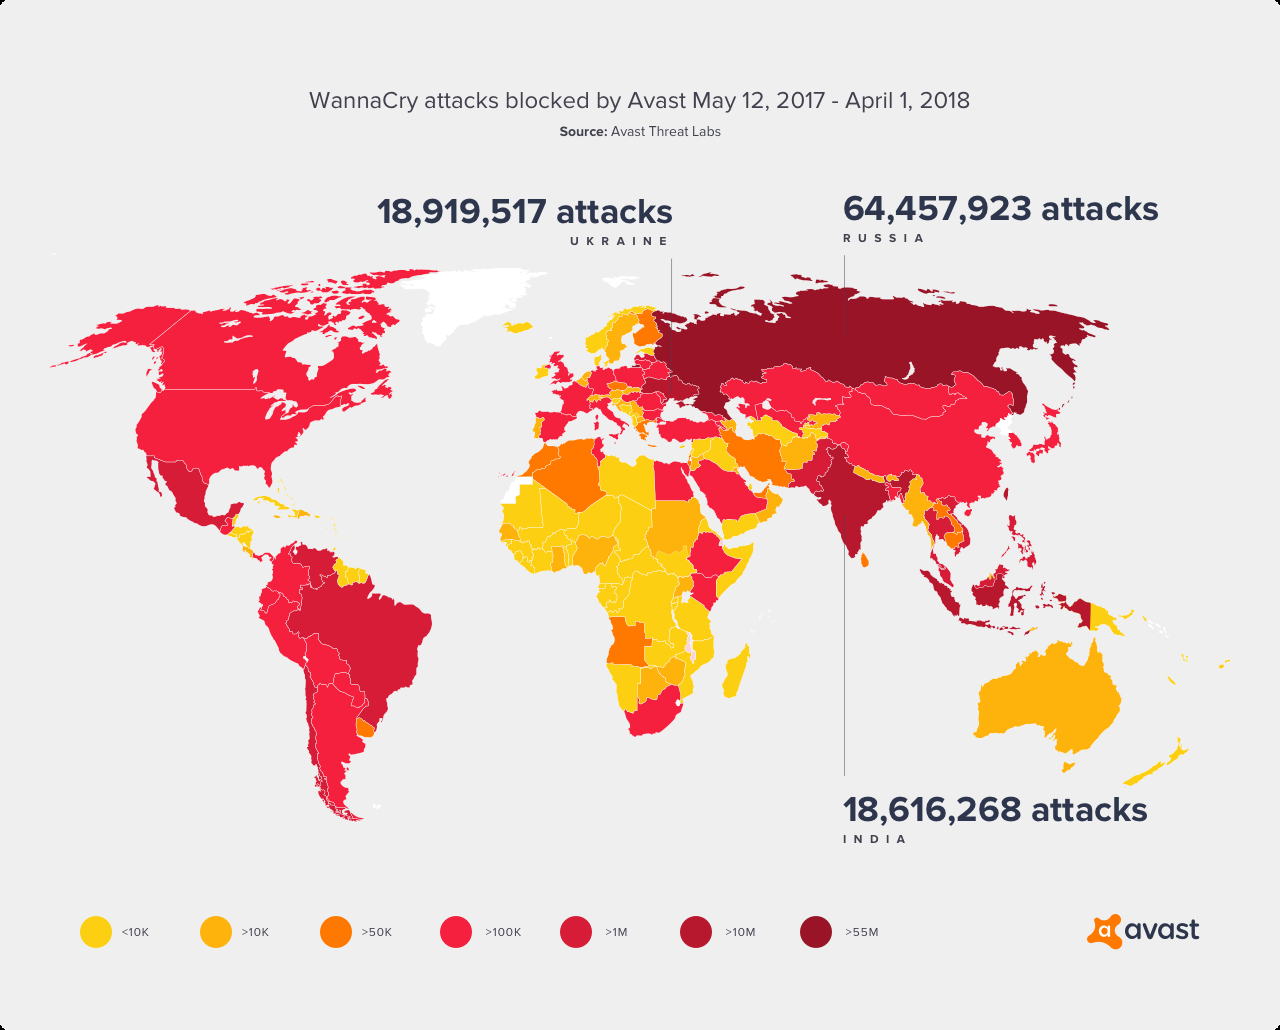 WannaCry attacks blocked by Avast May 12, 2017 - April 1, 2018
Source: Avast Threat Labs
18,919,517 attacks
UKRAINE
64,457,923 attacks
RUSSIA
18,616,268 attacks
INDIA
<10K >10K >50K >100K >1M >10M >55M
a avast